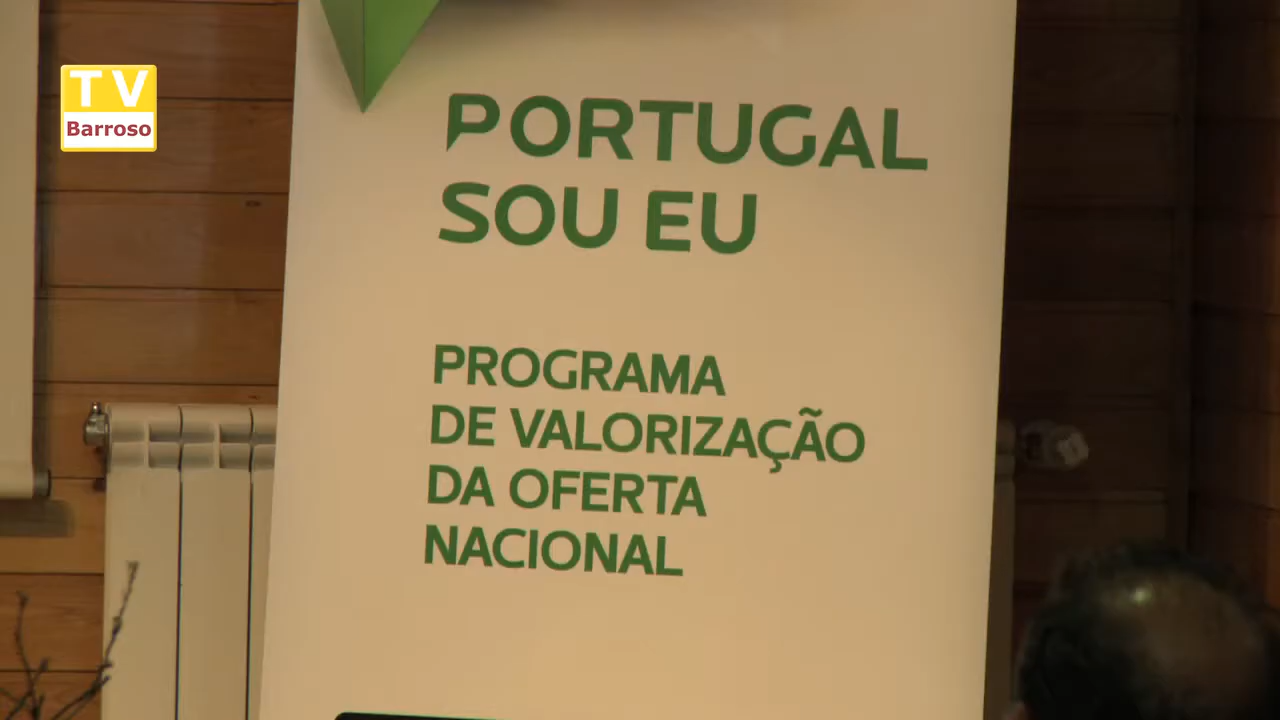 TV
Barroso
PORTUGAL
SOU EU
PROGRAMA
DE VALORIZAÇÃO
DA OFERTA
NACIONAL